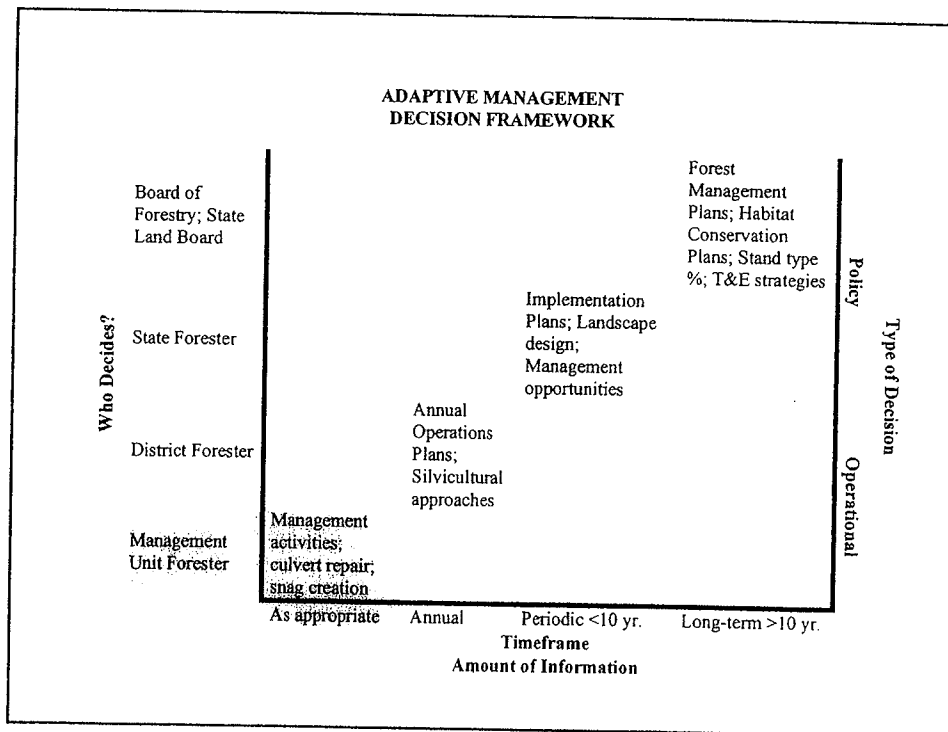 ADAPTIVE MANAGEMENT
DECISION FRAMEWORK
Who Decides?
Board of
Forestry; State
Land Board
State Forester
District Forester
Management
Unit Forester
Forest
Management
Plans; Habitat
Conservation
Plans; Stand type
%; T&E strategies
Implementation
Plans; Landscape
design;
Management
opportunities
Annual
Operations
Plans;
Silvicultural
approaches
Management
activities;
culvert repair;
snag creation
Policy
Operational
Type of Decision
As appropriate
Annual
Periodic <10 yr.
Long-term >10 yr.
Timeframe
Amount of Information